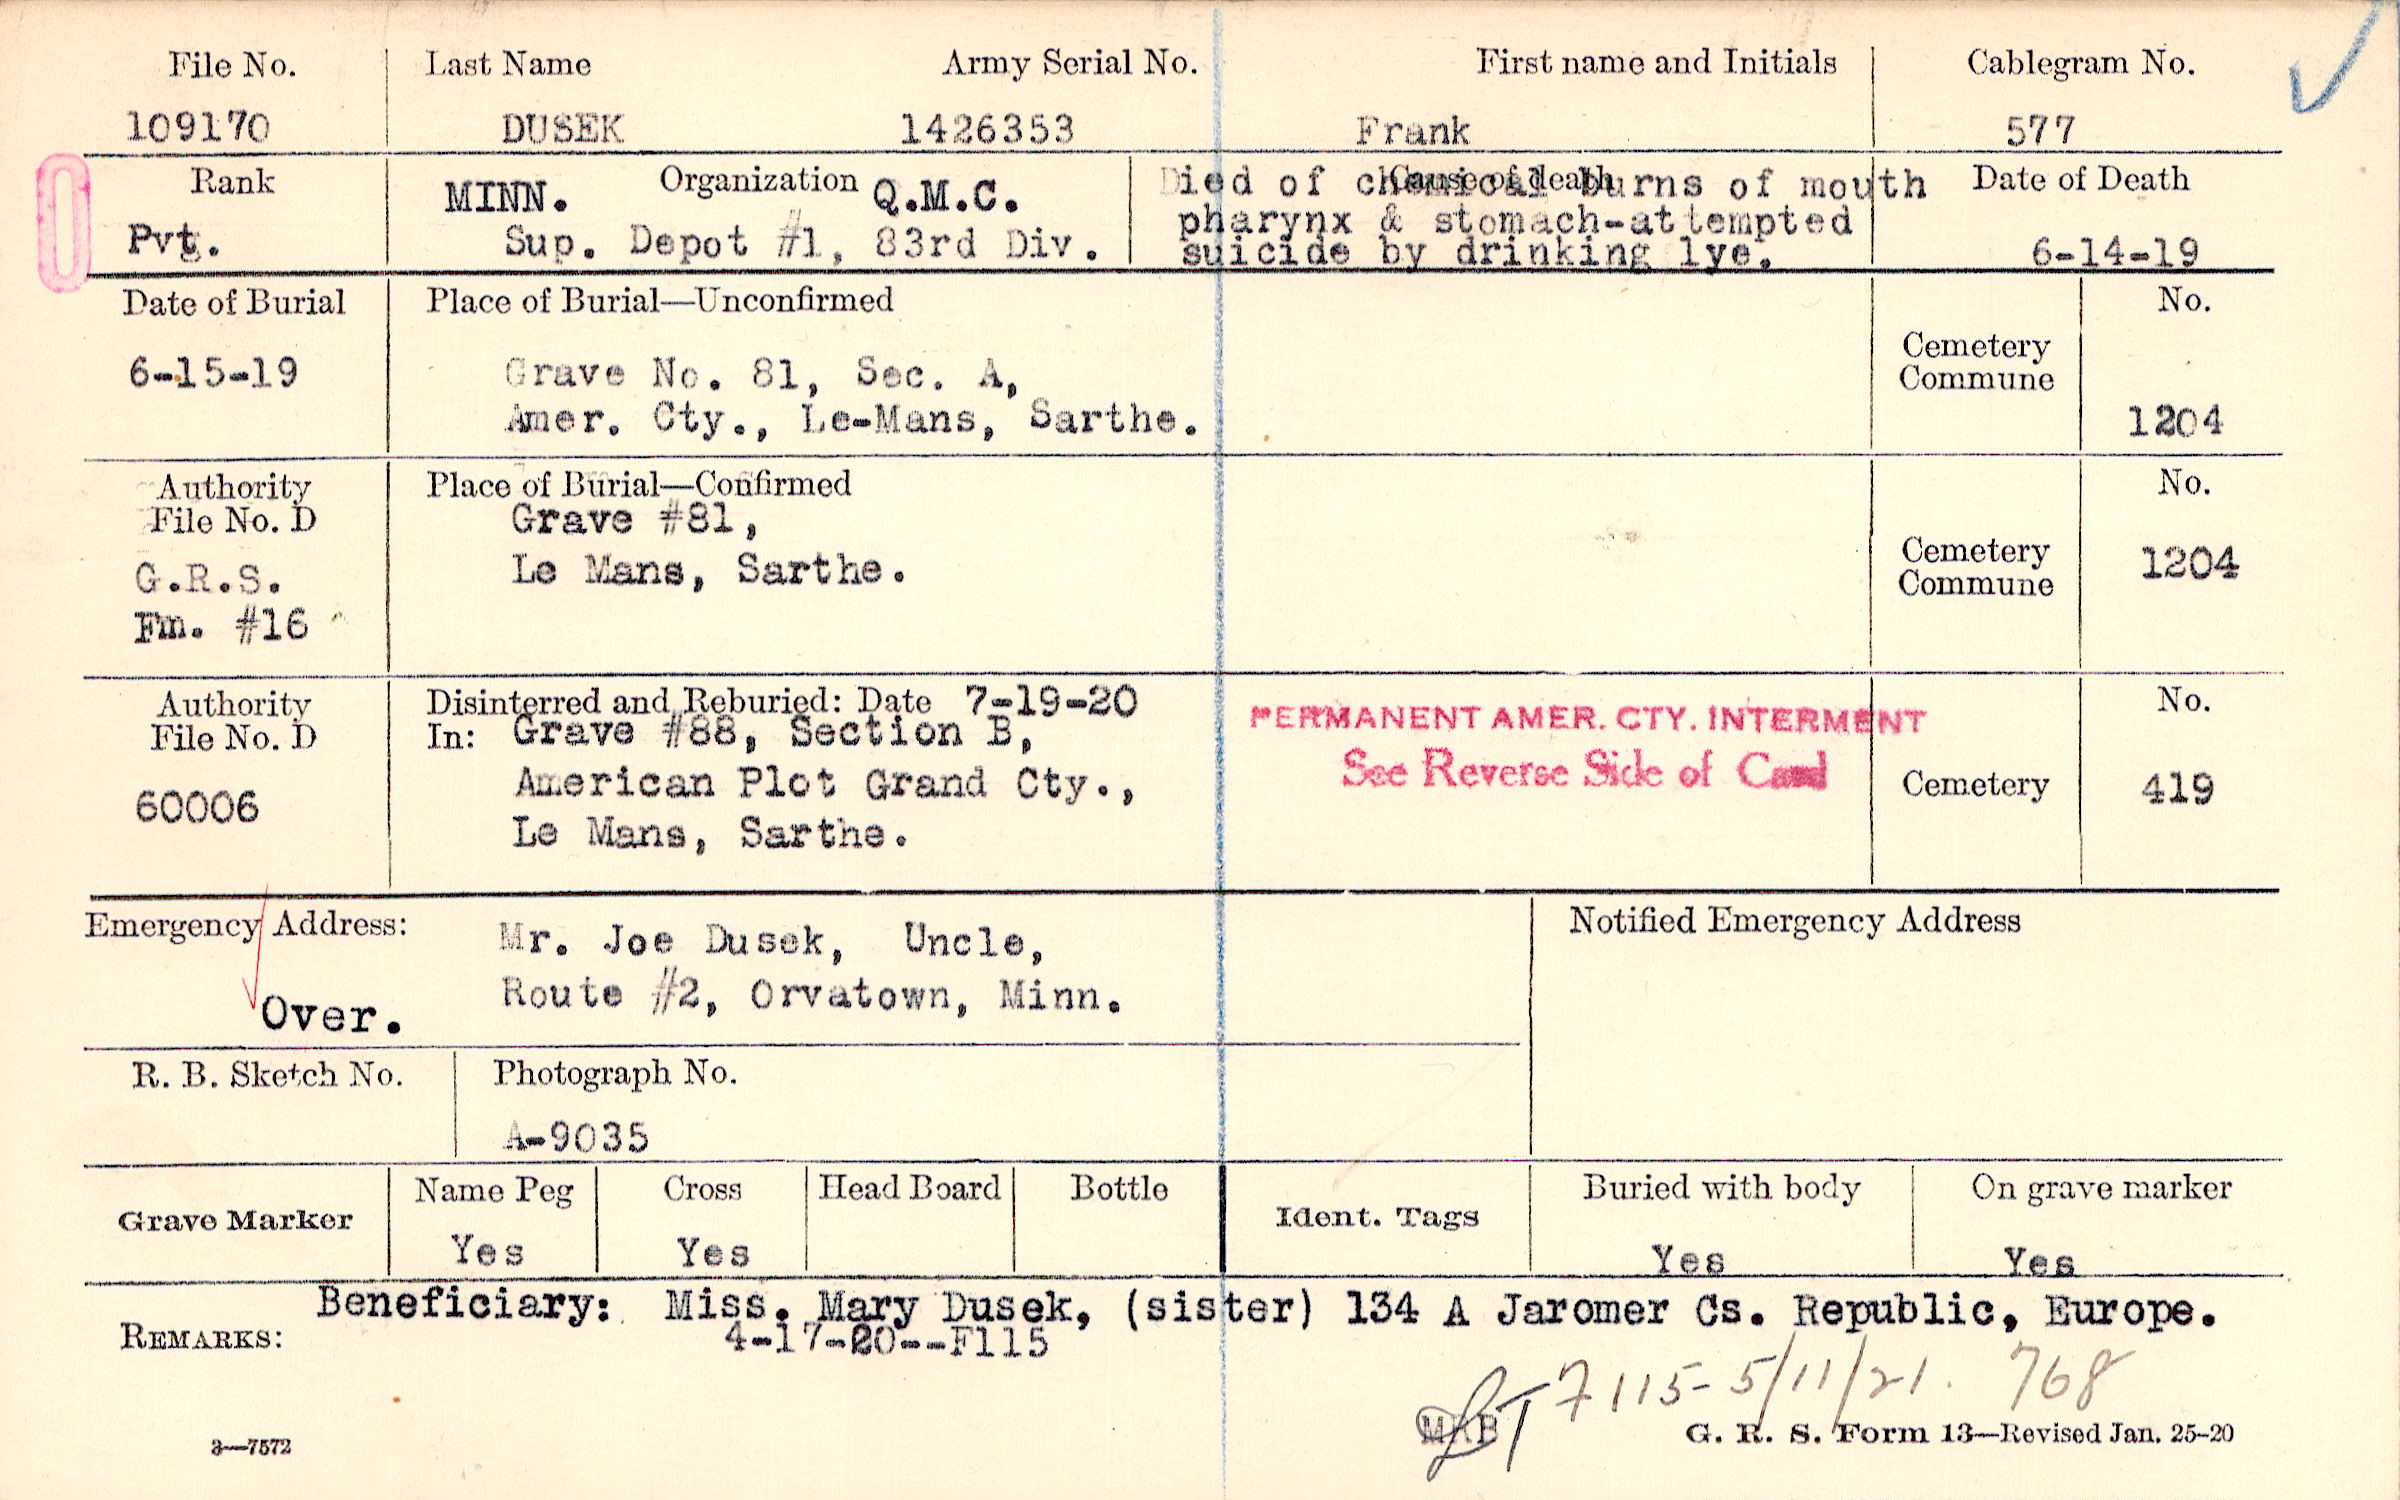 File No. Last Name Army Serial No. First name and Initials Cablegram No.
109170 DUSEK 1426353 Frank 577
Rank Organization Cause of death Date of Death
Pvt. MINN. Q.M.C.
Sup. Depot #1, 83rd Div.
Died of chemical burns of mouth
pharynx & stomach-attempted
suicide by drinking lye.
6-14-19
Date of Burial Place of Burial—Unconfirmed No.
6-15-19 Grave No. 81, Sec. A,
Amer. Cty., Le-Mans, Sarthe.
Cemetery
Commune
1204
Authority
File No. D
G.R.S.
Fm. #16
Place of Burial—Confirmed
Grave #81,
Le Mans, Sarthe.
Cemetery
Commune
No.
1204
Authority
File No. D
60006
Disinterred and Reburied: Date 7-19-20
In: Grave #88, Section B,
American Plot Grand Cty.,
Le Mans, Sarthe.
PERMANENT AMER. CTY. INTERMENT
See Reverse Side of Card
Cemetery
No.
419
Emergency Address:
Over.
Mr. Joe Dusek, Uncle,
Route #2, Orvatown, Minn.
Notified Emergency Address
R. B. Sketch No. Photograph No.
A-9035
Grave Marker
Name Peg Cross Head Board Bottle
Yes Yes
Ident. Tags
Buried with body On grave marker
Yes Yes
Beneficiary: Miss. Mary Dusek, (sister) 134 A Jaromer Cs. Republic, Europe.
REMARKS: 4-17-20--F115
7115-5/11/21. 768
MRB
3—7572
G. R. S. Form 13—Revised Jan. 25-20